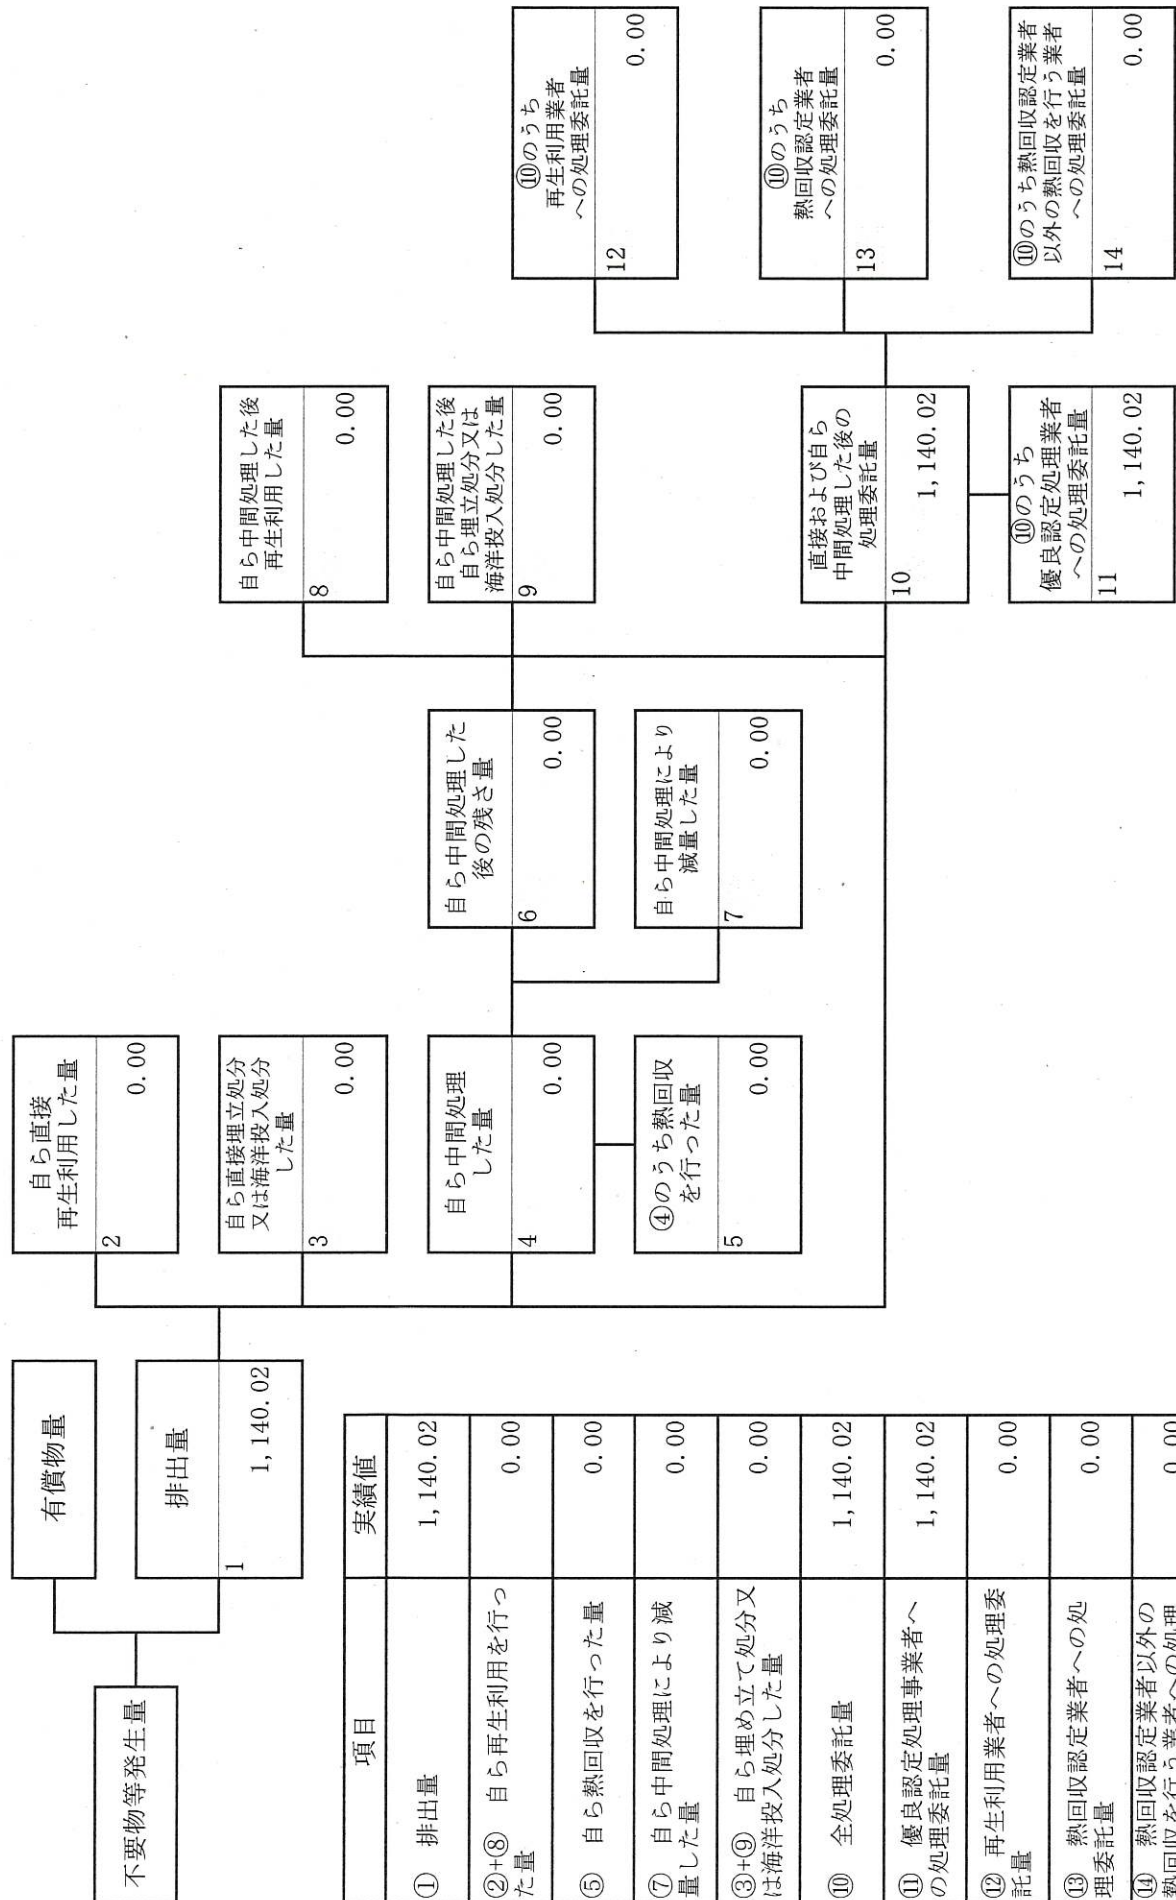 不要物等発生量
有償物量
排出量
1
1,140.02
自ら直接
再生利用した量
2
0.00
自ら直接埋立処分
又は海洋投入処分
した量
3
0.00
自ら中間処理
した量
4
0.00
④のうち熱回収
を行った量
5
0.00
自ら中間処理した
後の残さ量
6
0.00
自ら中間処理により
減量した量
7
0.00
自ら中間処理した後
再生利用した量
8
0.00
自ら中間処理した後
自ら埋立処分又は
海洋投入処分した量
9
0.00
直接および自ら
中間処理した後の
処理委託量
10
1,140.02
⑩のうち
優良認定処理業者
への処理委託量
11
1,140.02
⑩のうち
再生利用業者
への処理委託量
12
0.00
⑩のうち
熱回収認定業者
への処理委託量
13
0.00
⑩のうち熱回収認定業者
以外の熱回収を行う業者
への処理委託量
14
0.00
項目 実績値
① 排出量 1,140.02
②+⑧ 自ら再生利用を行っ
た量 0.00
⑤ 自ら熱回収を行った量 0.00
⑦ 自ら中間処理により減
量した量 0.00
③+⑨ 自ら埋め立て処分又
は海洋投入処分した量 0.00
⑩ 全処理委託量 1,140.02
⑪ 優良認定処理事業者へ
の処理委託量 1,140.02
⑫ 再生利用業者への処理委
託量 0.00
⑬ 熱回収認定業者への処
理委託量 0.00
⑭ 熱回収認定業者以外の
熱回収を行う業者への処理 0.00